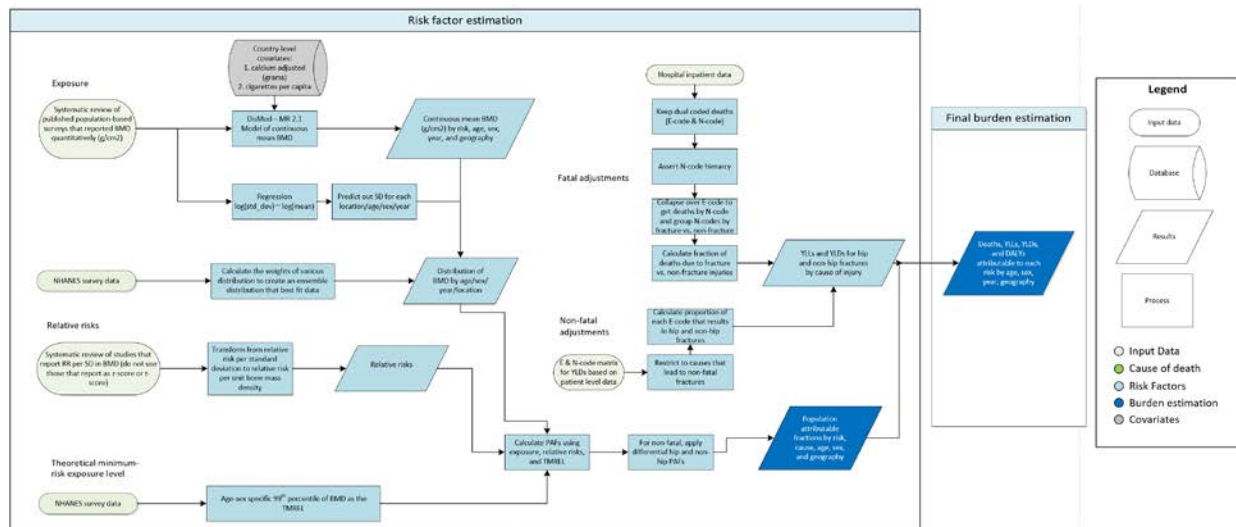 Risk factor estimation
Country-level
covariates:
1. calcium adjusted
(grams)
2. cigarettes per capita
Exposure
Systematic review of
published population-based
surveys that reported BMD
quantitatively (g/cm2)
DisMod – MR 2.1
Model of continuous
mean BMD
Continuous mean BMD
(g/cm2) by risk, age, sex,
year, and geography
Regression
log(std_dev) ~ log(mean)
Predict out SD for each
location/age/sex/year
NHANES survey data
Calculate the weights of various
distribution to create an ensemble
distribution that best fit data
Distribution of
BMD by age/sex/
year/location
Relative risks
Systematic review of studies that
report RR per SD in BMD (do not use
those that report as z-score or t-
score)
Transform from relative
risk per standard
deviation to relative risk
per unit bone mass
density
Relative risks
Theoretical minimum-
risk exposure level
NHANES survey data
Age-sex specific 99th percentile of BMD as the
TMREL
Calculate PAFs using
exposure, relative risks,
and TMREL
For non-fatal, apply
differential hip and non-
hip PAFs
Population
attributable
fractions by risk,
cause, age, sex,
and geography
Hospital inpatient data
Keep dual coded deaths
(E-code & N-code)
Assert N-code hierarcy
Fatal adjustments
Collapse over E-code to
get deaths by N-code
and group N-codes by
fracture vs. non-fracture
Calculate fraction of
deaths due to fracture
vs. non-fracture injuries
YLLs and YLDs for hip
and non-hip fractures
by cause of injury
Non-fatal
adjustments
Calculate proportion of
each E-code that results
in hip and non-hip
fractures
E & N-code matrix
for YLDs based on
patient level data
Restrict to causes that
lead to non-fatal
fractures
Final burden estimation
Deaths, YLLs, YLDs,
and DALYs
attributable to each
risk by age, sex,
year, geography
Legend
Input data
Database
Results
Process
Input Data
Cause of death
Risk Factors
Burden estimation
Covariates